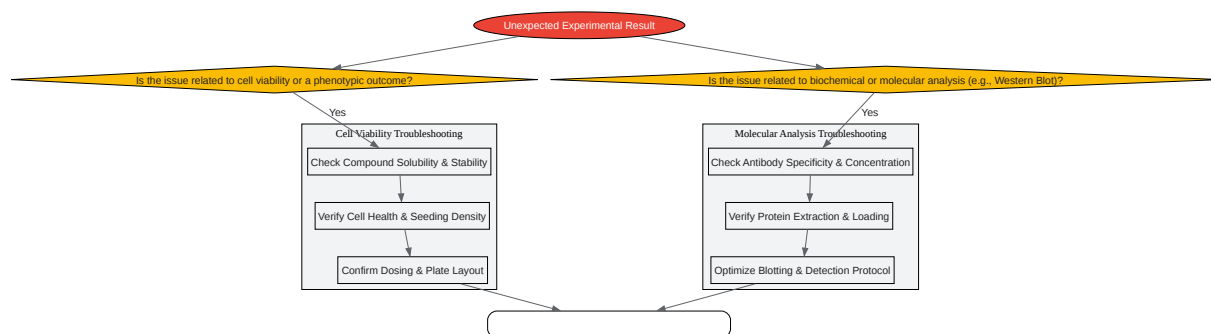 Unexpected Experimental Result
Is the issue related to cell viability or a phenotypic outcome?
Is the issue related to biochemical or molecular analysis (e.g., Western Blot)?
Yes
Yes
Cell Viability Troubleshooting
Molecular Analysis Troubleshooting
Check Compound Solubility & Stability
Check Antibody Specificity & Concentration
Verify Cell Health & Seeding Density
Verify Protein Extraction & Loading
Confirm Dosing & Plate Layout
Optimize Blotting & Detection Protocol